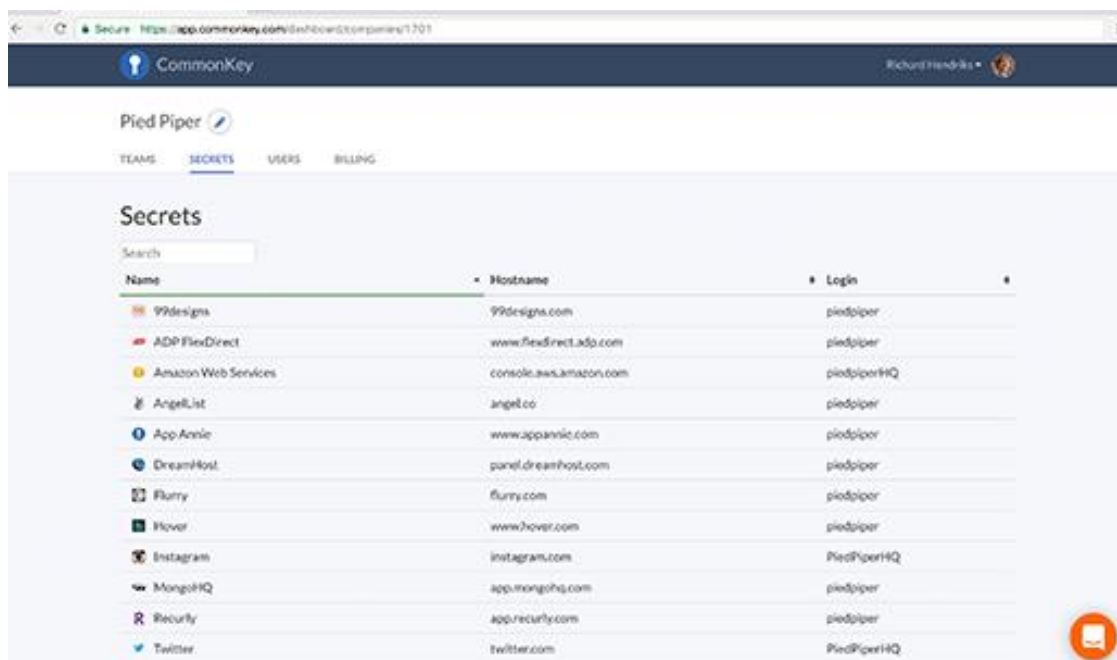 Secure https://app.commonkey.com/dashboard/companies/1701
CommonKey Richard Hendriks
Pied Piper
TEAMS SECRETS USERS BILLING
Secrets
Search
Name Hostname Login
99designs 99designs.com piedpiper
ADP FlexDirect www.flexdirect.adp.com piedpiper
Amazon Web Services console.aws.amazon.com piedpiperHQ
AngelList angel.co piedpiper
App Annie www.appannie.com piedpiper
DreamHost panel.dreamhost.com piedpiper
Flurry flurry.com piedpiper
Hover www.hover.com piedpiper
Instagram instagram.com PiedPiperHQ
MongoHQ app.mongohq.com piedpiper
Recurly app.recurly.com piedpiper
Twitter twitter.com PiedPiperHQ